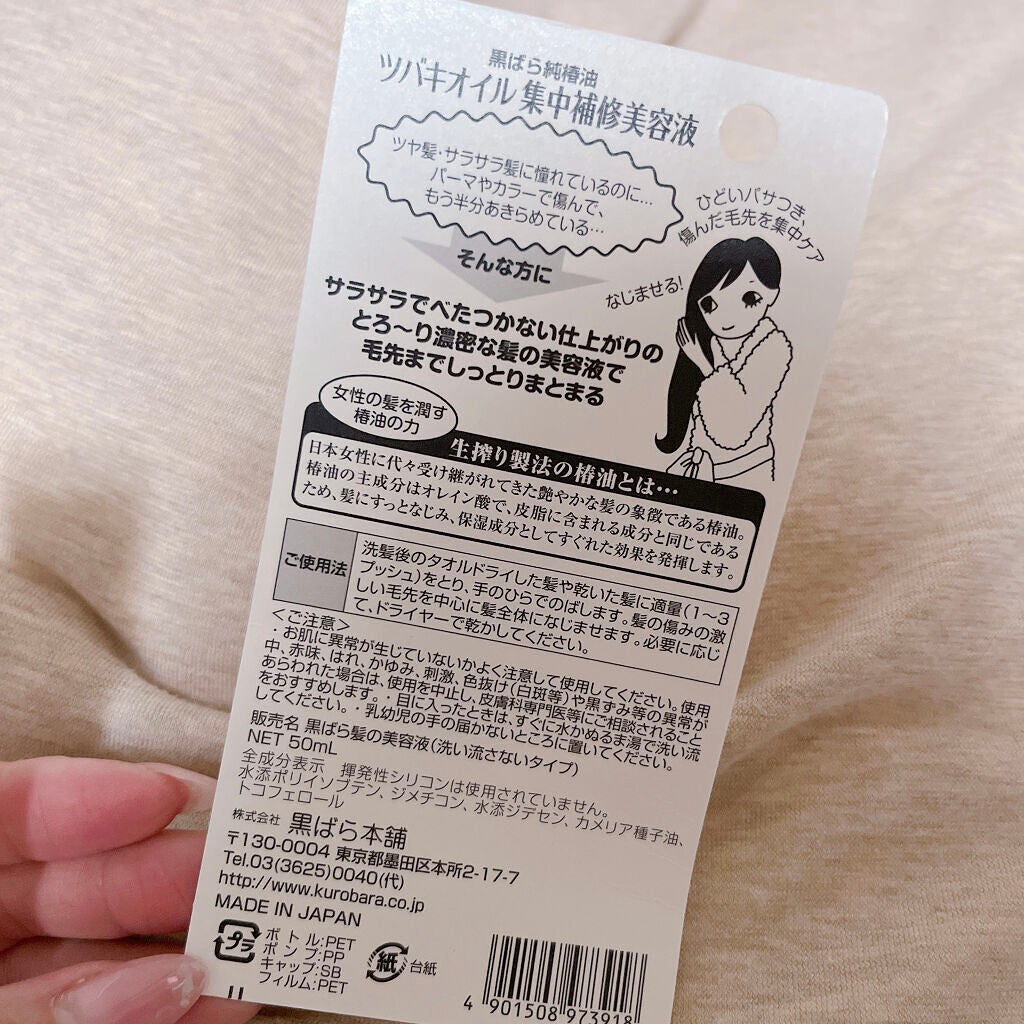 黒ばら純椿油
ツバキオイル 集中補修美容液
ツヤ髪・サラサラ髪に憧れているのに…
パーマやカラーで傷んで、
もう半分あきらめている…
そんな方に
ひどいパサつき、
傷んだ毛先を集中ケア
なじませる!
サラサラでべたつかない仕上がりの
とろ〜り濃密な髪の美容液で
毛先までしっとりまとまる
女性の髪を潤す
椿油の力
生搾り製法の椿油とは…
日本女性に代々受け継がれてきた艶やかな髪の象徴である椿油。
椿油の主成分はオレイン酸で、皮脂に含まれる成分と同じである
ため、髪にすっとなじみ、保湿成分としてすぐれた効果を発揮します。
ご使用法
洗髪後のタオルドライした髪や乾いた髪に適量(1〜3
プッシュ)をとり、手のひらでのばします。髪の傷みの激
しい毛先を中心に髪全体になじませます。必要に応じ
て、ドライヤーで乾かしてください。
<ご注意>
・お肌に異常が生じていないかよく注意して使用してください。使用
中、赤味、はれ、かゆみ、刺激、色抜け(白斑等)や黒ずみ等の異常が
あらわれた場合は、使用を中止し、皮膚科専門医等にご相談されること
をおすすめします。・目に入ったときは、すぐに水かぬるま湯で洗い流
してください。・乳幼児の手の届かないところに置いてください。
販売名 黒ばら髪の美容液(洗い流さないタイプ)
NET 50mL
全成分表示 揮発性シリコンは使用されていません。
水添ポリイソブテン、ジメチコン、水添ジデセン、カメリア種子油、
トコフェロール
株式会社 黒ばら本舗
〒130-0004 東京都墨田区本所2-17-7
Tel.03(3625)0040(代)
http://www.kurobara.co.jp
MADE IN JAPAN
プラ
ボトル:PET
ポンプ:PP
キャップ:SB
フィルム:PET
紙 台紙
4 901508 973918